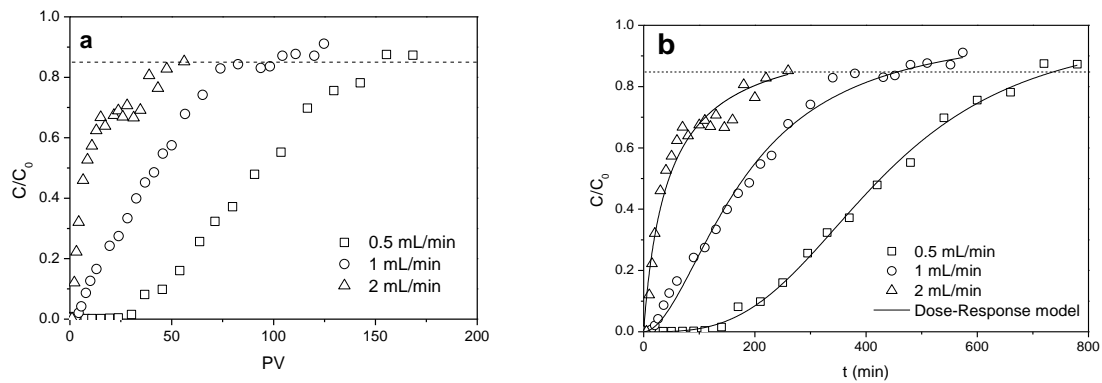 a
1.0
0.8
0.6
0.4
0.2
0.0
C/C0
0 50 100 150 200
PV
0.5 mL/min
1 mL/min
2 mL/min
b
1.0
0.8
0.6
0.4
0.2
0.0
C/C0
0 200 400 600 800
t (min)
0.5 mL/min
1 mL/min
2 mL/min
Dose-Response model